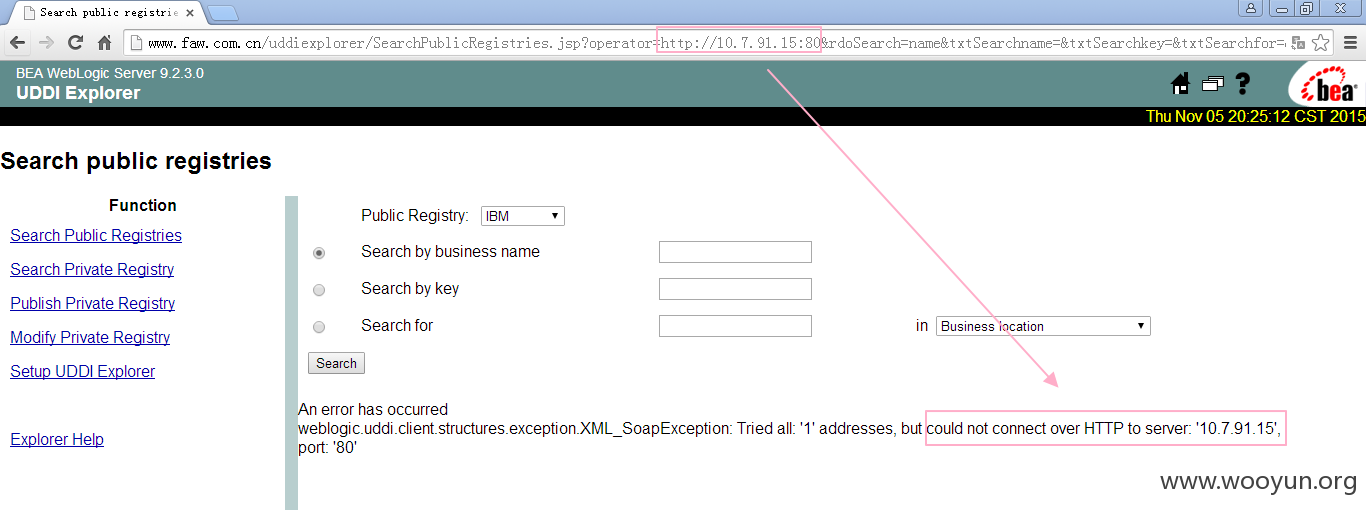 Search public registrie
www.faw.com.cn/uddiexplorer/SearchPublicRegistries.jsp?operator=http://10.7.91.15:80&rdoSearch=name&txtSearchname=&txtSearchkey=&txtSearchfor=
BEA WebLogic Server 9.2.3.0
UDDI Explorer
bea
Thu Nov 05 20:25:12 CST 2015
Search public registries
Function
Search Public Registries
Search Private Registry
Publish Private Registry
Modify Private Registry
Setup UDDI Explorer
Explorer Help
Public Registry: IBM
Search by business name
Search by key
Search for in Business location
Search
An error has occurred
weblogic.uddi.client.structures.exception.XML_SoapException: Tried all: '1' addresses, but could not connect over HTTP to server: '10.7.91.15',
port: '80'
www.wooyun.org